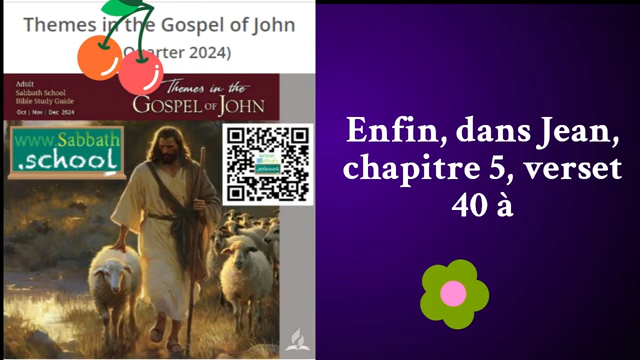 Themes in the Gospel of John
Quarter 2024)
Adult
Sabbath School
Bible Study Guide
Oct | Nov | Dec 2024
Themes in the
GOSPEL OF JOHN
www.Sabbath
.school
Enfin, dans Jean,
chapitre 5, verset
40 à